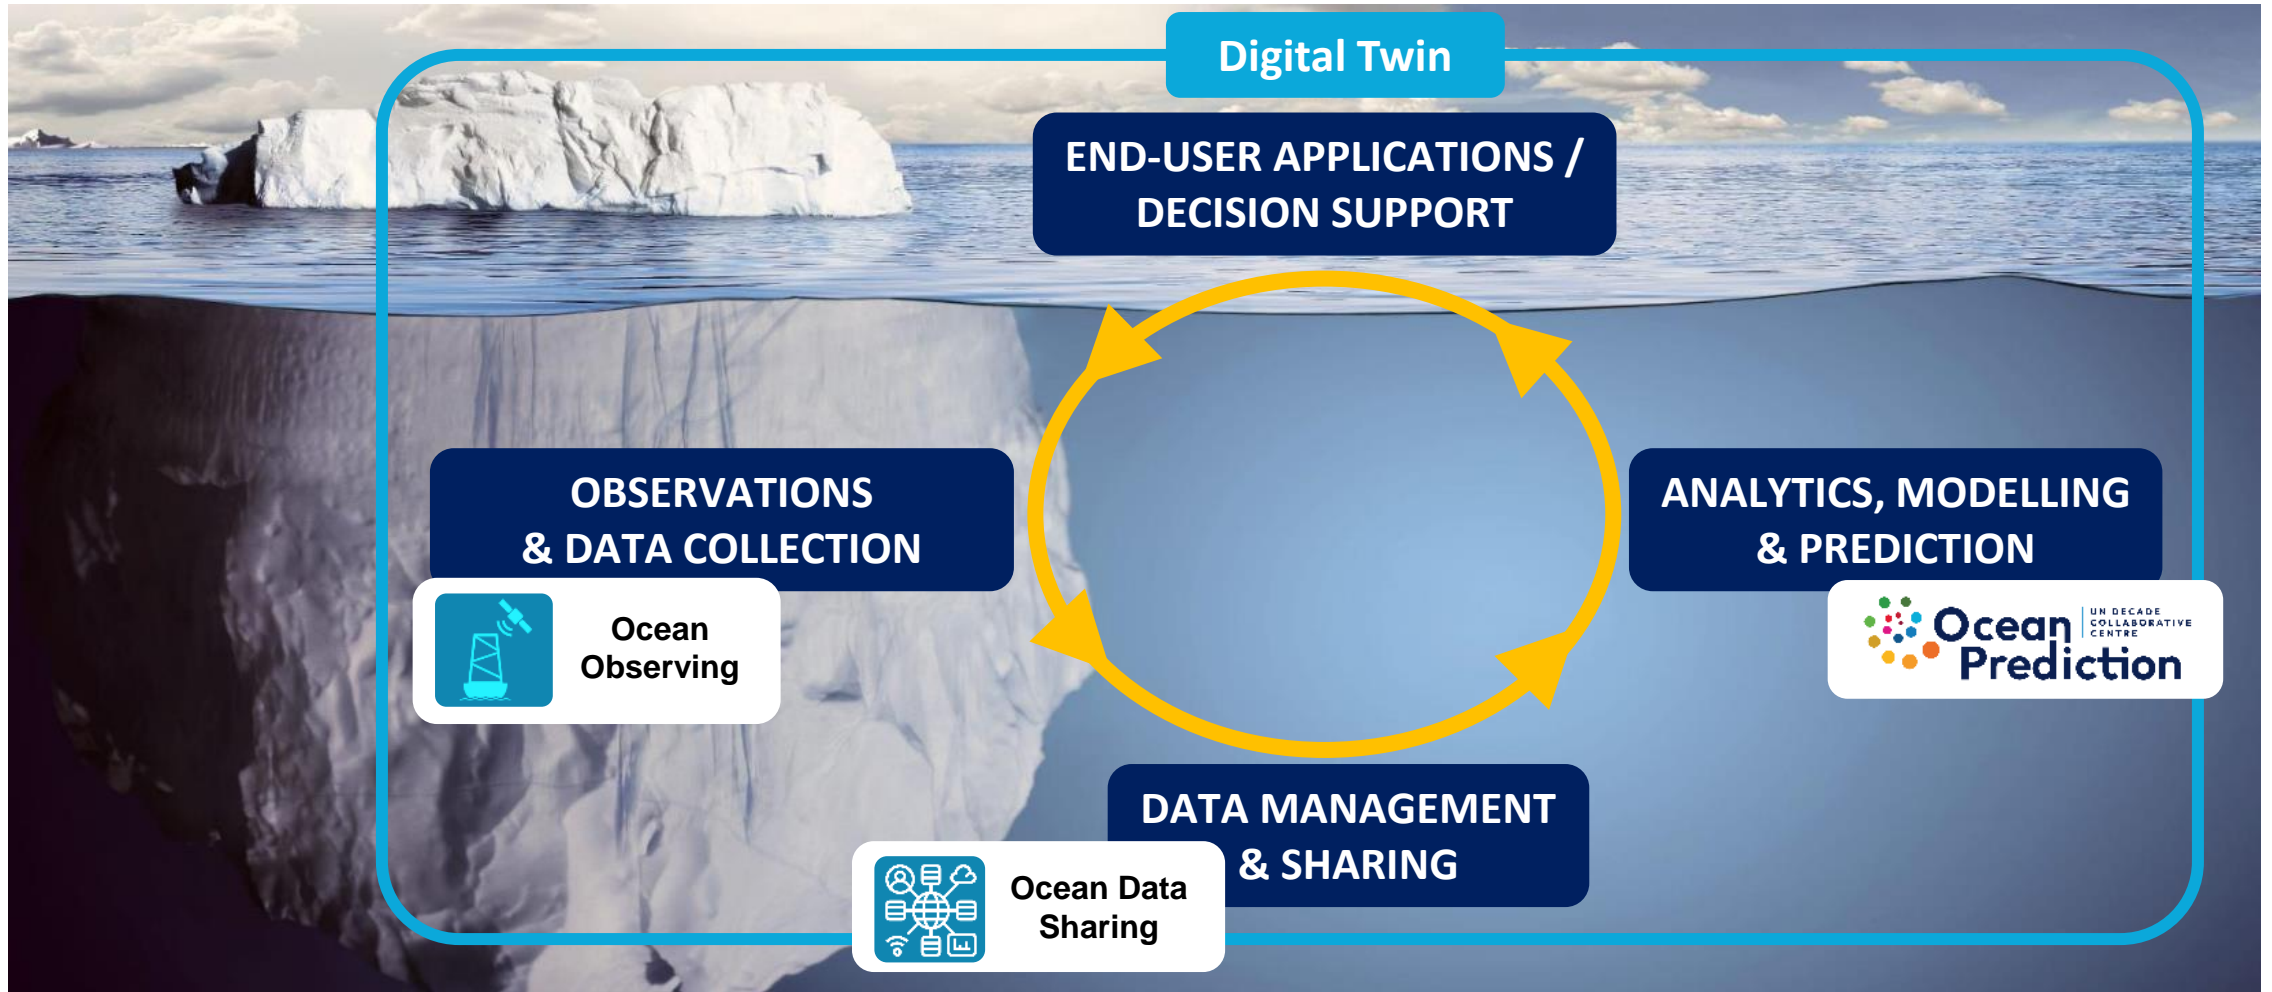 Digital Twin
END-USER APPLICATIONS /
DECISION SUPPORT
OBSERVATIONS
& DATA COLLECTION
Ocean
Observing
ANALYTICS, MODELLING
& PREDICTION
Ocean
Prediction
UN DECADE
COLLABORATIVE
CENTRE
DATA MANAGEMENT
& SHARING
Ocean Data
Sharing